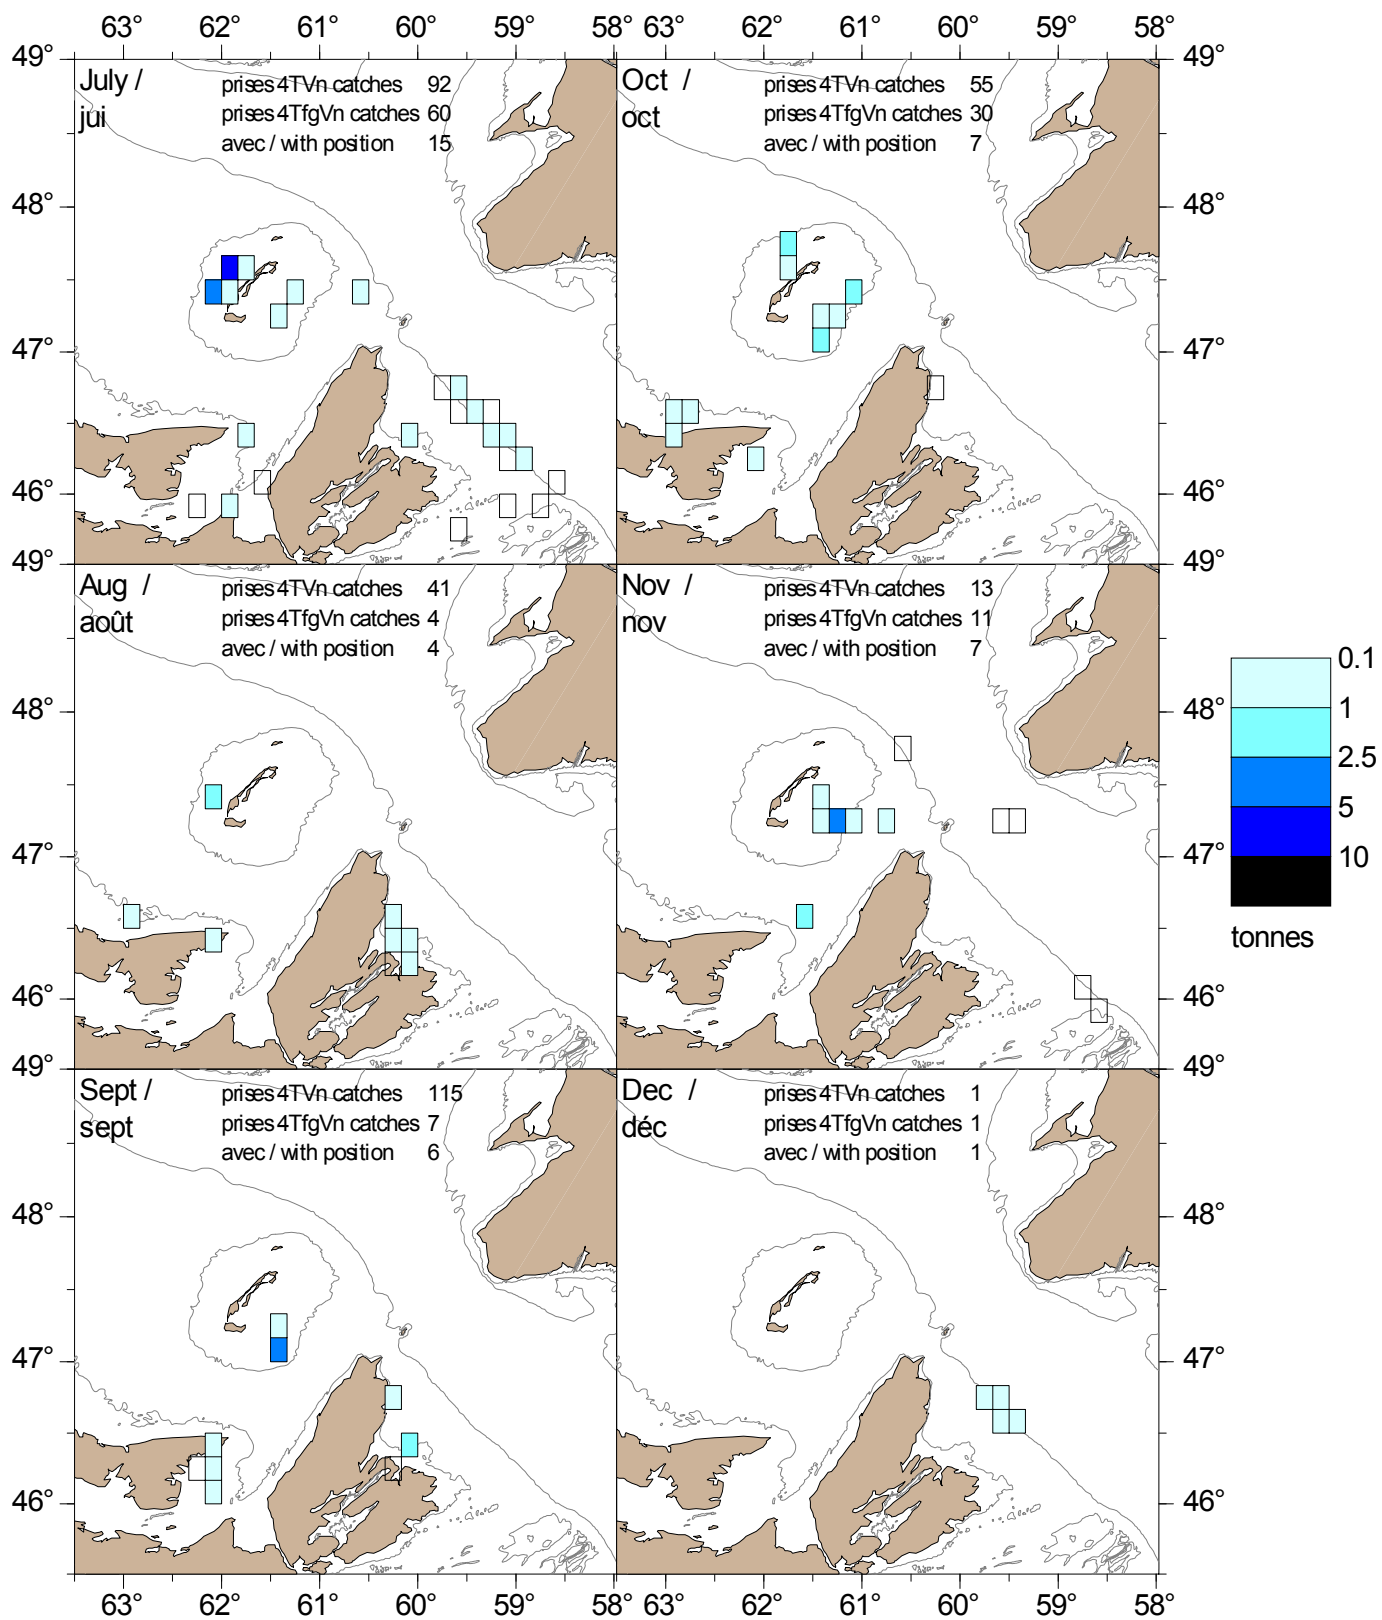 63° 62° 61° 60° 59° 58°
63° 62° 61° 60° 59° 58°
49°
48°
47°
46°
July /
jui
prises 4TVn catches 92
prises 4TfgVn catches 60
avec / with position 15
Oct /
oct
prises 4TVn catches 55
prises 4TfgVn catches 30
avec / with position 7
49°
48°
47°
46°
49°
48°
47°
46°
Aug /
août
prises 4TVn catches 41
prises 4TfgVn catches 4
avec / with position 4
Nov /
nov
prises 4TVn catches 13
prises 4TfgVn catches 11
avec / with position 7
49°
48°
47°
46°
0.1
1
2.5
5
10
tonnes
49°
48°
47°
46°
Sept /
sept
prises 4TVn catches 115
prises 4TfgVn catches 7
avec / with position 6
Dec /
déc
prises 4TVn catches 1
prises 4TfgVn catches 1
avec / with position 1
49°
48°
47°
46°
63° 62° 61° 60° 59° 58°
63° 62° 61° 60° 59° 58°